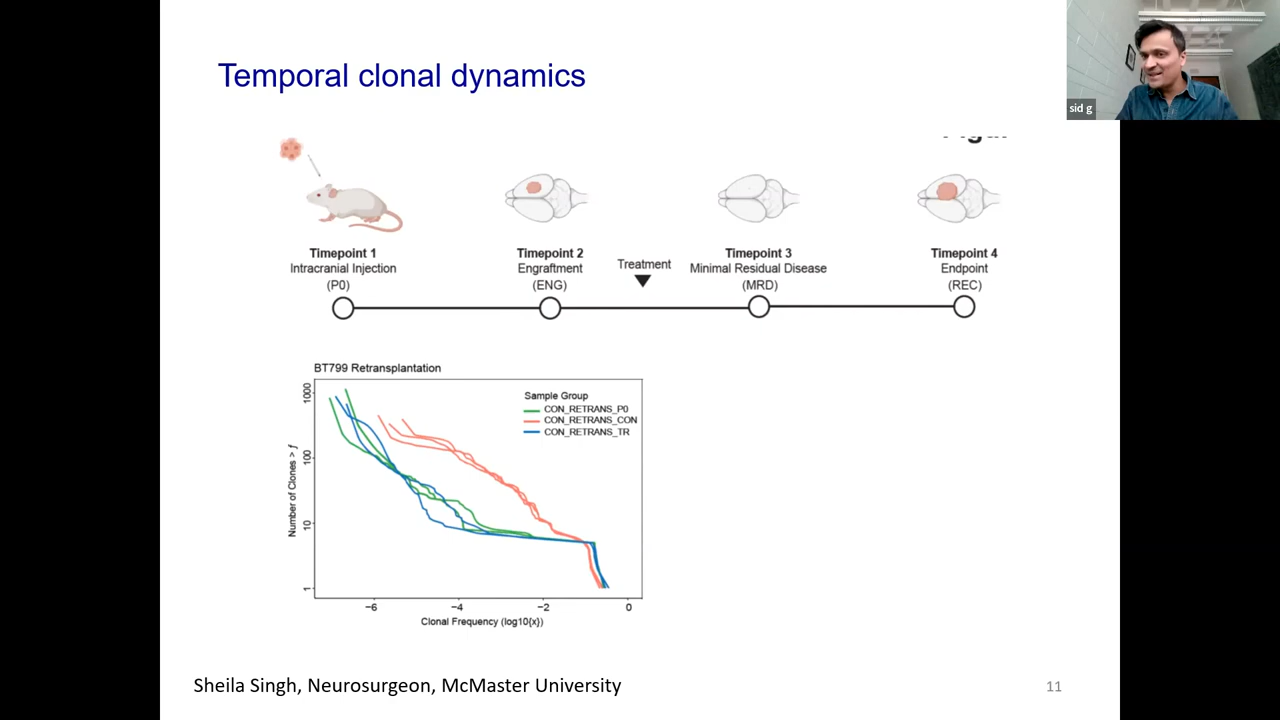 Temporal clonal dynamics
sid g
Timepoint 1
Intracranial Injection
(P0)
Timepoint 2
Engraftment
(ENG)
Treatment
Timepoint 3
Minimal Residual Disease
(MRD)
Timepoint 4
Endpoint
(REC)
BT799 Retransplantation
Number of Clones > f
1000
100
10
1
Sample Group
CON_RETRANS_P0
CON_RETRANS_CON
CON_RETRANS_TR
−6 −4 −2 0
Clonal Frequency (log10{x})
Sheila Singh, Neurosurgeon, McMaster University
11